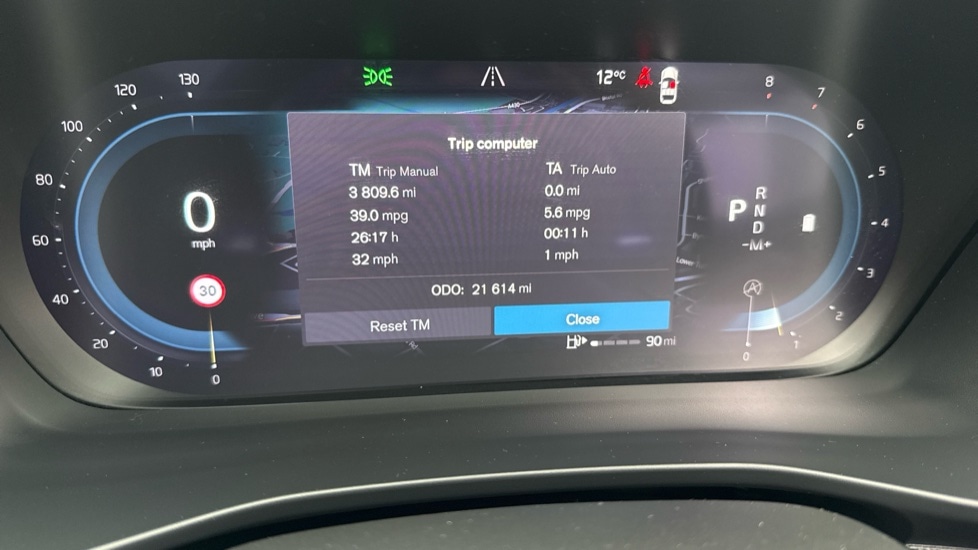 130
120
100
80
60
40
20
10
0
12°C
0
mph
30
Trip computer
TM Trip Manual
3 809.6 mi
39.0 mpg
26:17 h
32 mph
TA Trip Auto
0.0 mi
5.6 mpg
00:11 h
1 mph
ODO: 21 614 mi
Reset TM
Close
90 mi
P
R
N
D
-M+
A
8
7
6
5
4
3
2
1
0